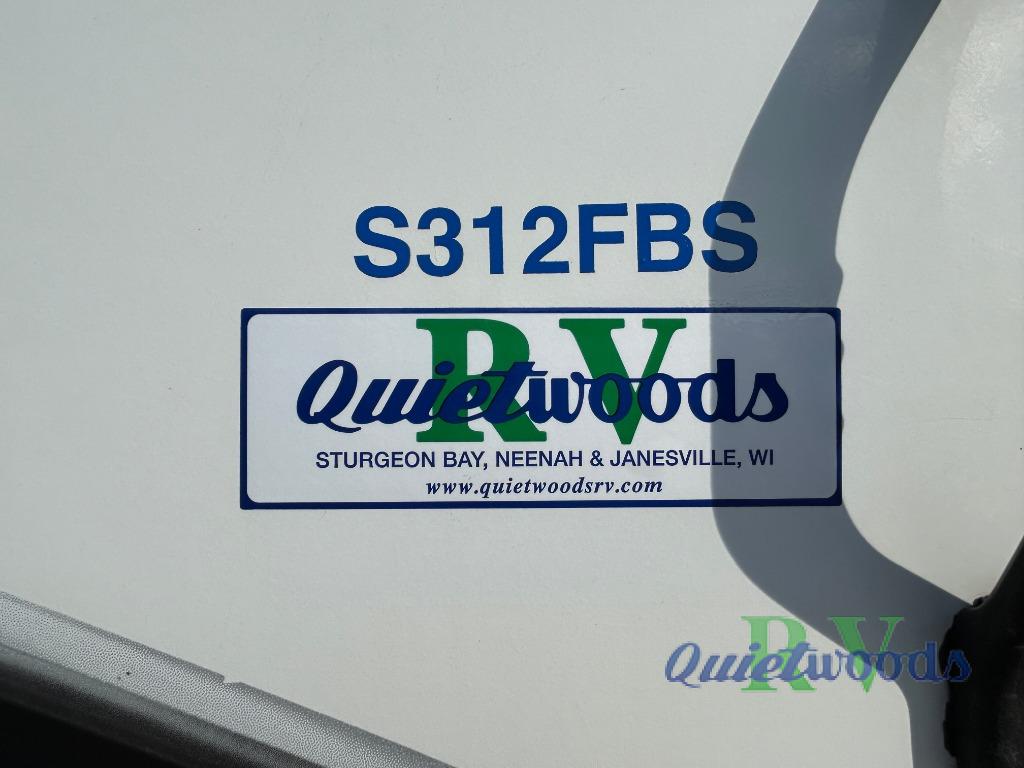 S312FBS
Quietwoods RV
STURGEON BAY, NEENAH & JANESVILLE, WI
www.quietwoodsrv.com
Quietwoods RV